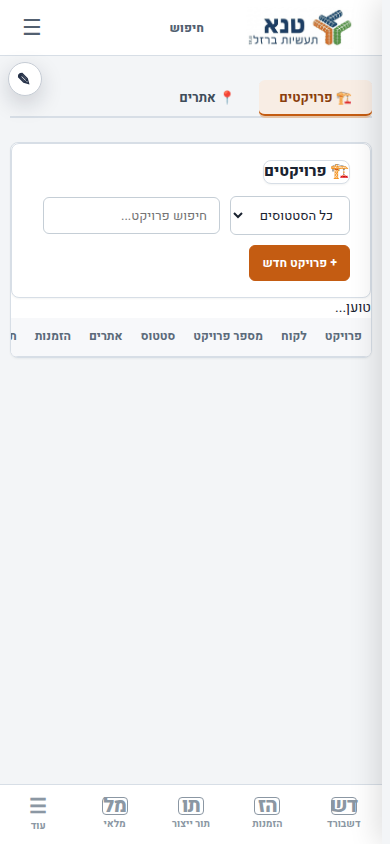 טנא
תעשיות ברזל
חיפוש
פרויקטים
אתרים
פרויקטים
כל הסטטוסים
חיפוש פרויקט...
+ פרויקט חדש
טוען...
פרויקט לקוח מספר פרויקט סטטוס אתרים הזמנות
דש הז תו מל
דשבורד הזמנות תור ייצור מלאי עוד